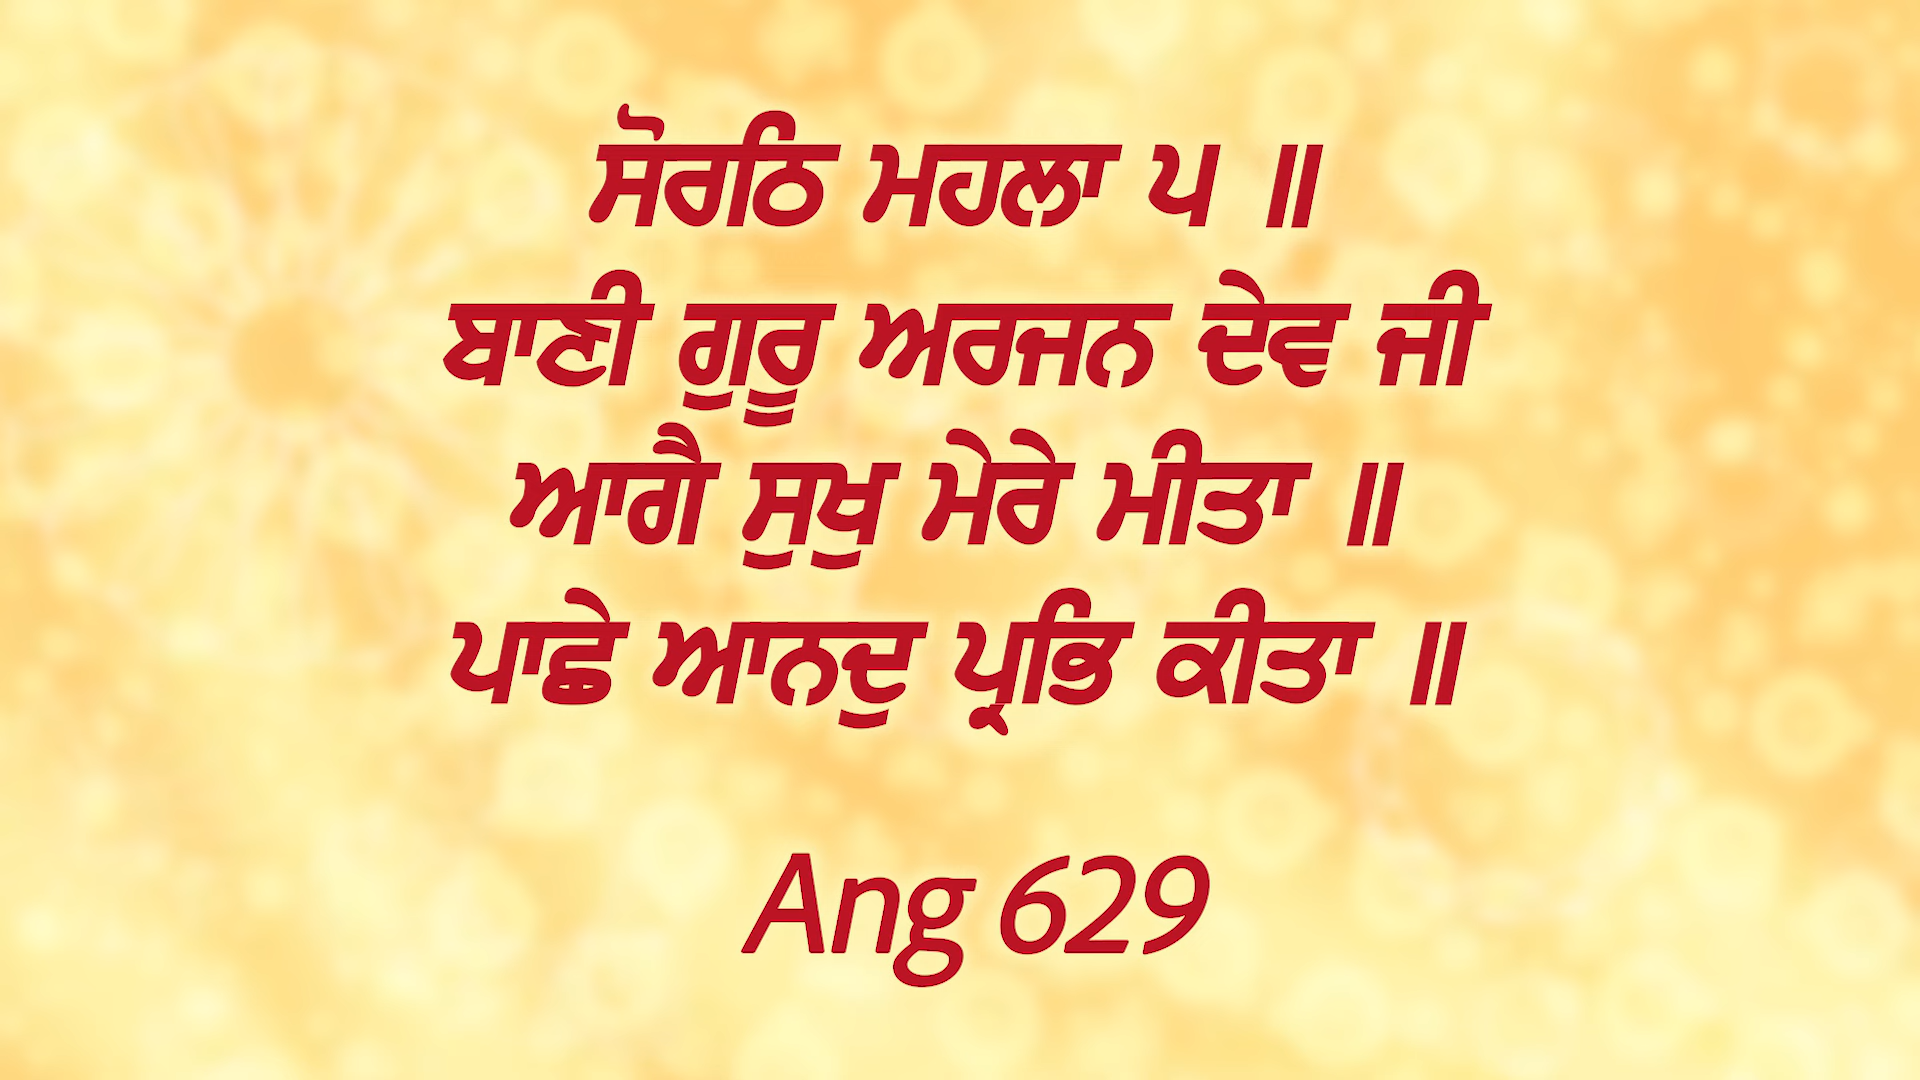 ਸੋਰਠਿ ਮਹਲਾ ੫ ॥
ਬਾਣੀ ਗੁਰੂ ਅਰਜਨ ਦੇਵ ਜੀ
ਆਗੈ ਸੁਖੁ ਮੇਰੇ ਮੀਤਾ ॥
ਪਾਛੇ ਆਨਦੁ ਪ੍ਰਭਿ ਕੀਤਾ ॥
Ang 629